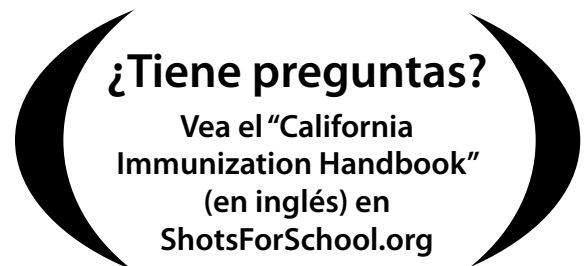 ¿Tiene preguntas?
Vea el “California
Immunization Handbook”
(en inglés) en
ShotsForSchool.org